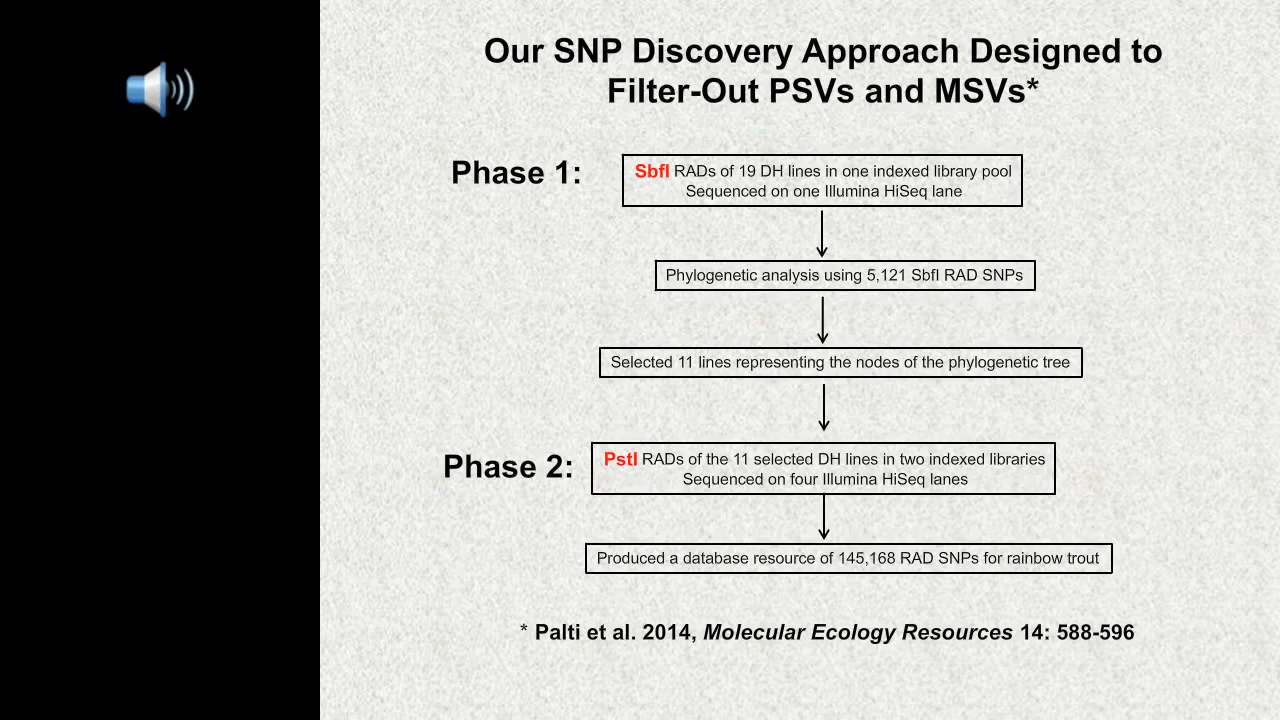 Our SNP Discovery Approach Designed to
Filter-Out PSVs and MSVs*
Phase 1:
SbfI RADs of 19 DH lines in one indexed library pool
Sequenced on one Illumina HiSeq lane
Phylogenetic analysis using 5,121 SbfI RAD SNPs
Selected 11 lines representing the nodes of the phylogenetic tree
Phase 2:
PstI RADs of the 11 selected DH lines in two indexed libraries
Sequenced on four Illumina HiSeq lanes
Produced a database resource of 145,168 RAD SNPs for rainbow trout
* Palti et al. 2014, Molecular Ecology Resources 14: 588-596